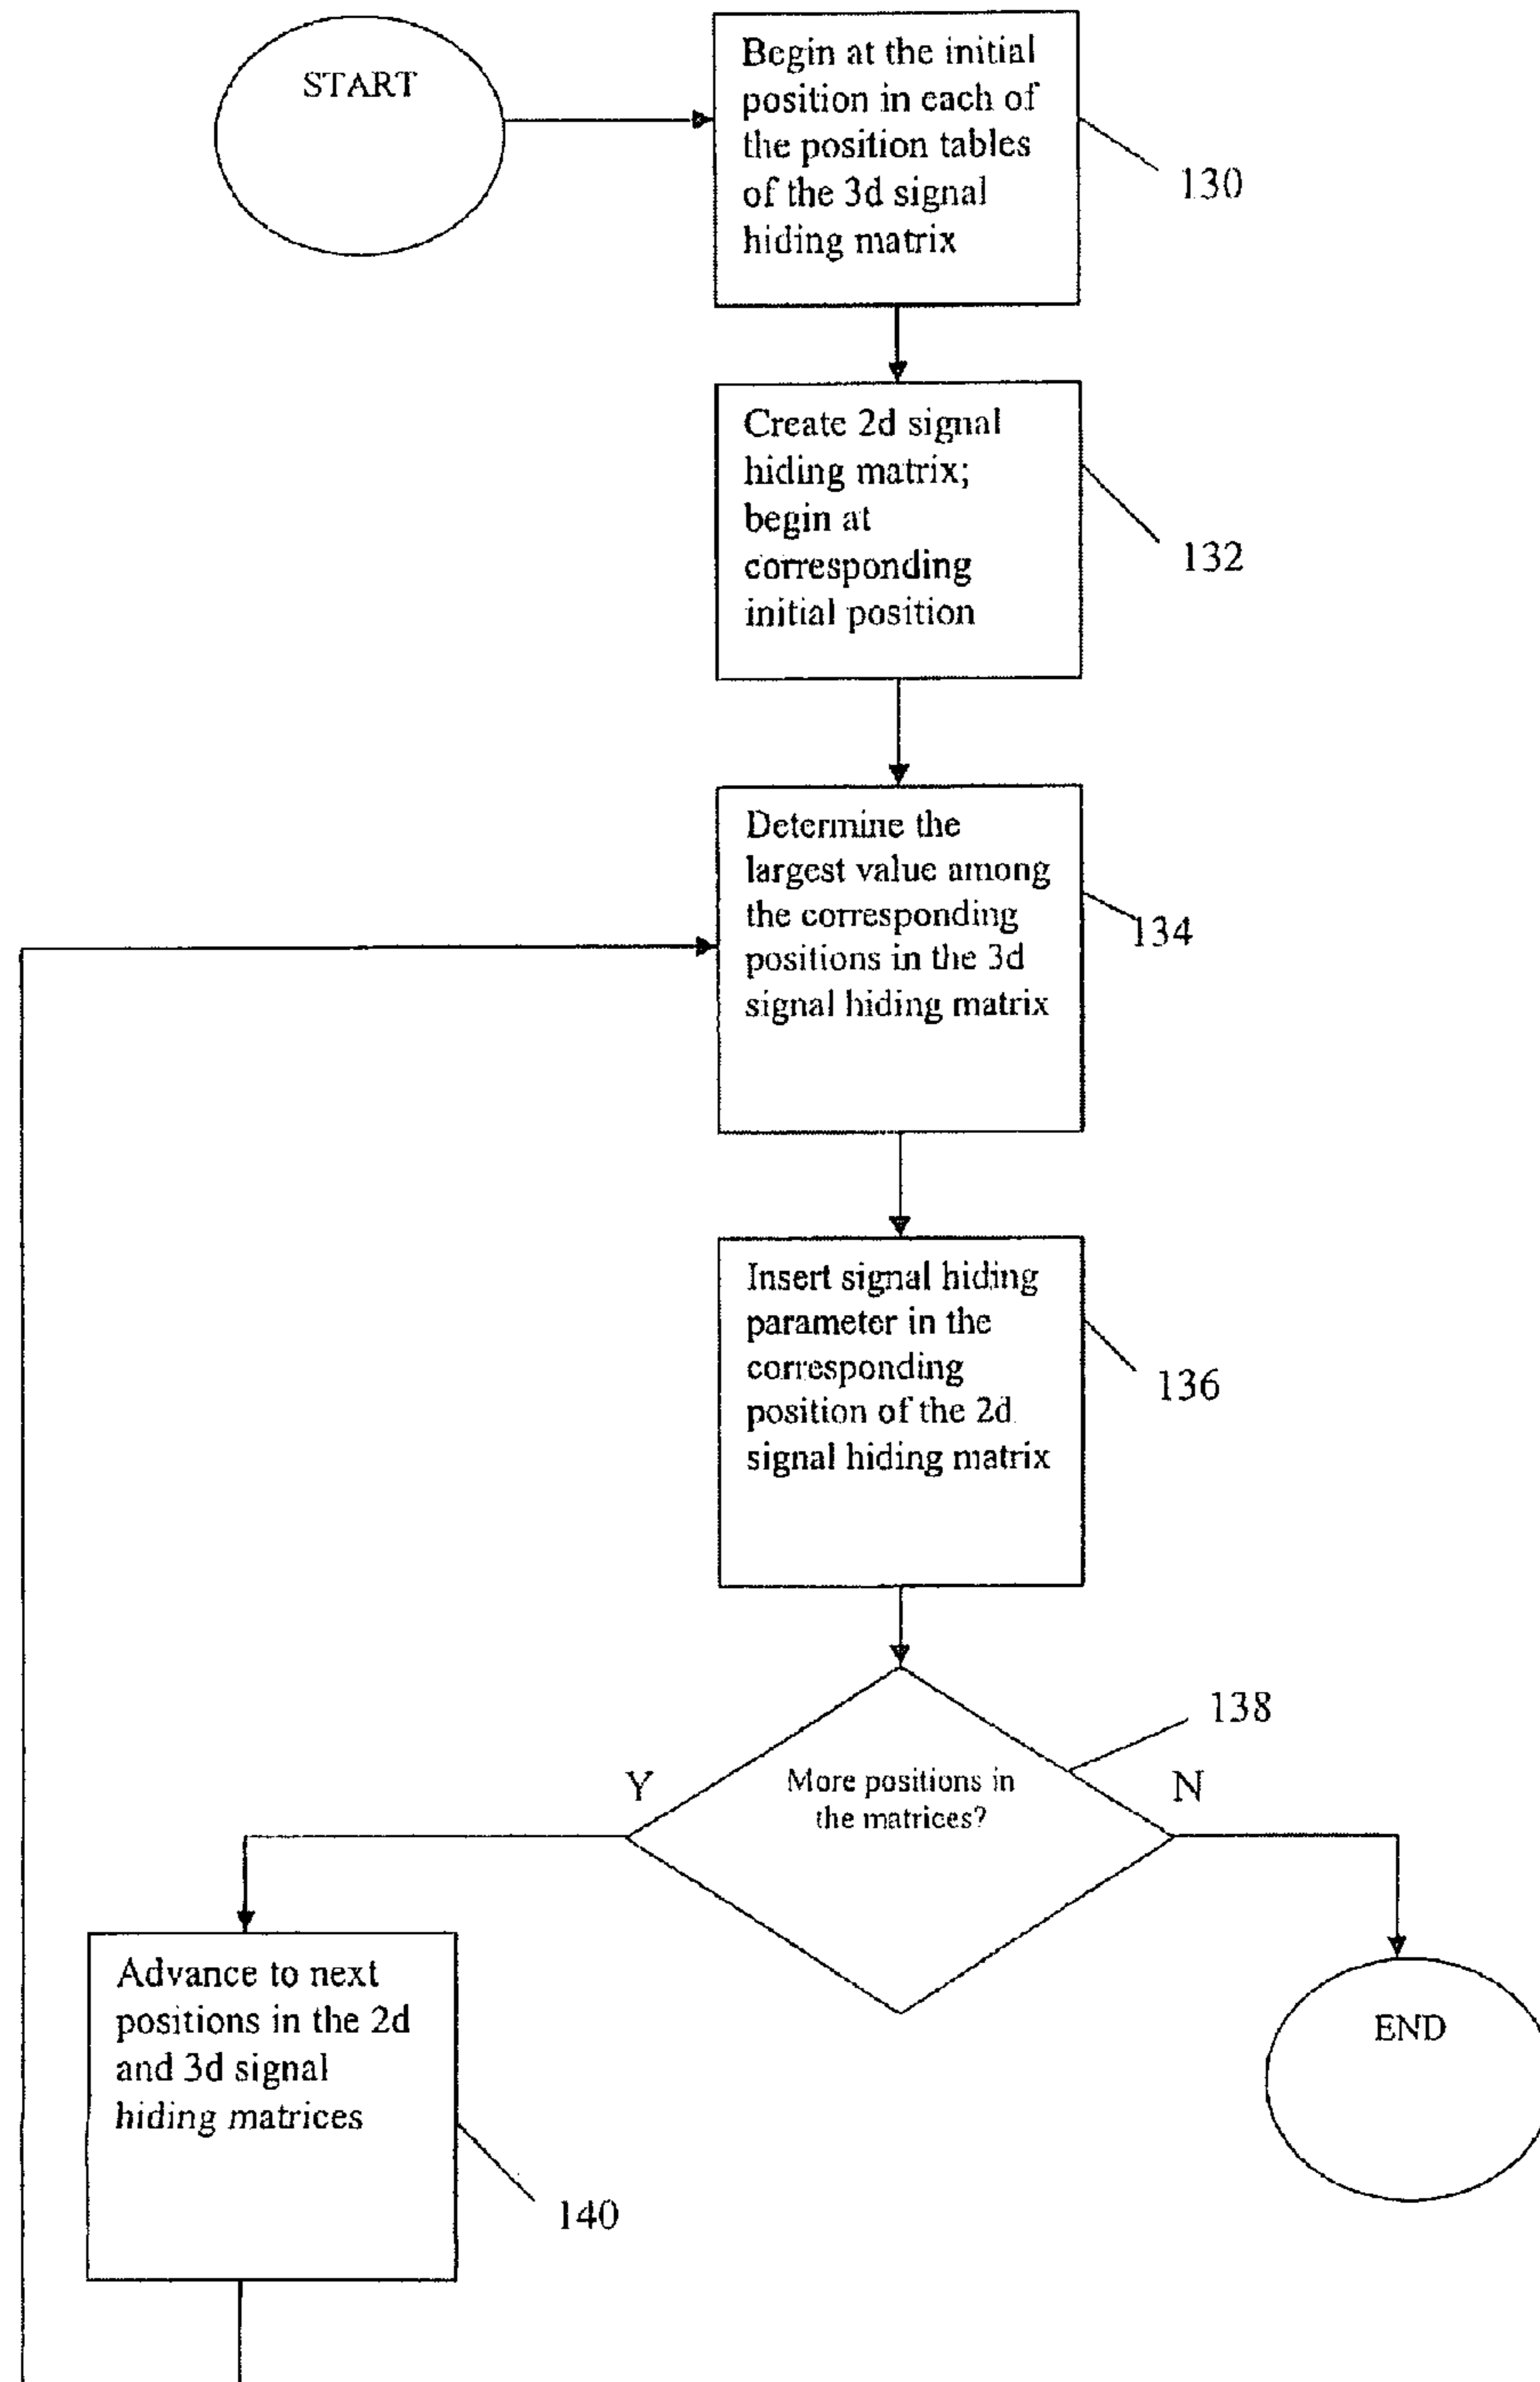 START
Begin at the initial
position in each of
the position tables
of the 3d signal
hiding matrix
130
Create 2d signal
hiding matrix;
begin at
corresponding
initial position
132
Determine the
largest value among
the corresponding
positions in the 3d
signal hiding matrix
134
Insert signal hiding
parameter in the
corresponding
position of the 2d
signal hiding matrix
136
138
Y
More positions in
the matrices?
N
Advance to next
positions in the 2d
and 3d signal
hiding matrices
140
END